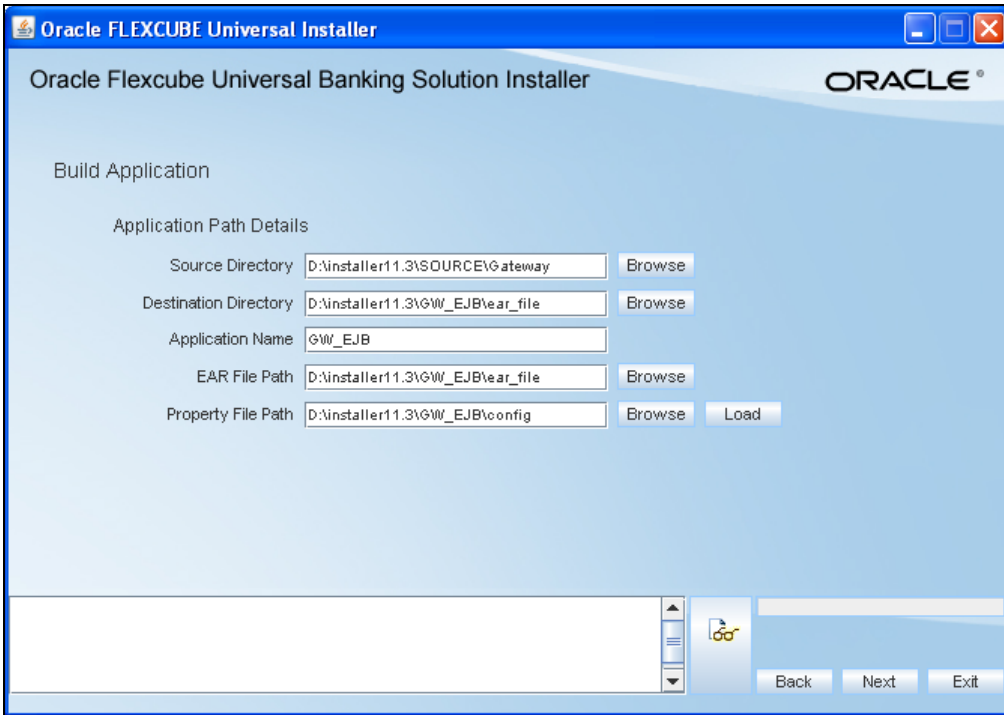 Oracle FLEXCUBE Universal Installer
Oracle Flexcube Universal Banking Solution Installer
ORACLE®
Build Application
Application Path Details
Source Directory D:\installer11.3\SOURCE\Gateway Browse
Destination Directory D:\installer11.3\GW_EJB\ear_file Browse
Application Name GW_EJB
EAR File Path D:\installer11.3\GW_EJB\ear_file Browse
Property File Path D:\installer11.3\GW_EJB\config Browse Load
Back Next Exit